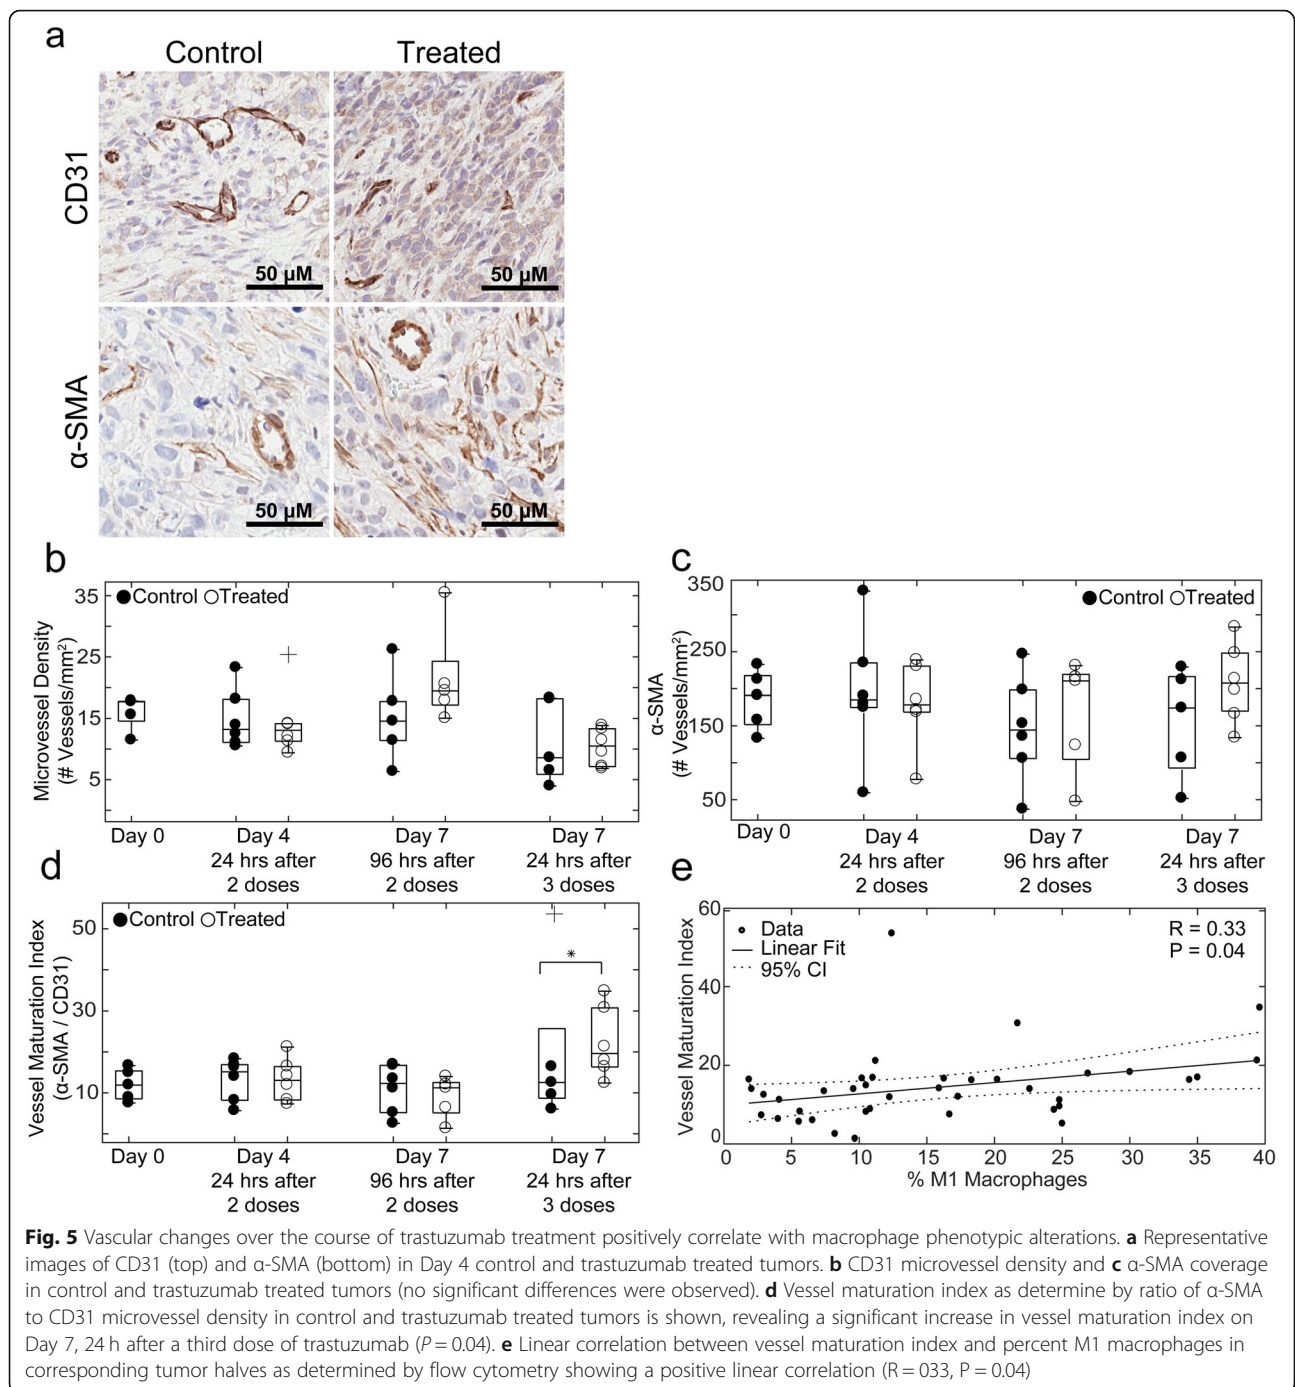 a
Control
Treated
CD31
50 µM
50 µM
α-SMA
50 µM
50 µM
b
Microvessel Density
(# Vessels/mm²)
35
25
15
5
Control
Treated
Day 0
Day 4
24 hrs after
2 doses
Day 7
96 hrs after
2 doses
Day 7
24 hrs after
3 doses
c
α-SMA
(# Vessels/mm²)
350
250
150
50
Control
Treated
Day 0
Day 4
24 hrs after
2 doses
Day 7
96 hrs after
2 doses
Day 7
24 hrs after
3 doses
d
Vessel Maturation Index
(α-SMA / CD31)
50
30
10
Control
Treated
*
Day 0
Day 4
24 hrs after
2 doses
Day 7
96 hrs after
2 doses
Day 7
24 hrs after
3 doses
e
Vessel Maturation Index
60
40
20
0
Data
Linear Fit
95% CI
R = 0.33
P = 0.04
0 5 10 15 20 25 30 35 40
% M1 Macrophages
Fig. 5 Vascular changes over the course of trastuzumab treatment positively correlate with macrophage phenotypic alterations. a Representative
images of CD31 (top) and α-SMA (bottom) in Day 4 control and trastuzumab treated tumors. b CD31 microvessel density and c α-SMA coverage
in control and trastuzumab treated tumors (no significant differences were observed). d Vessel maturation index as determine by ratio of α-SMA
to CD31 microvessel density in control and trastuzumab treated tumors is shown, revealing a significant increase in vessel maturation index on
Day 7, 24 h after a third dose of trastuzumab (P = 0.04). e Linear correlation between vessel maturation index and percent M1 macrophages in
corresponding tumor halves as determined by flow cytometry showing a positive linear correlation (R = 033, P = 0.04)